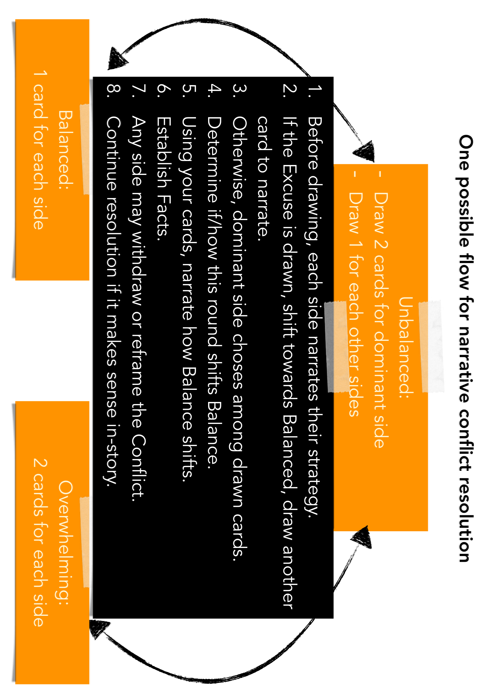 One possible flow for narrative conflict resolution
Unbalanced:
- Draw 2 cards for dominant side
- Draw 1 for each other sides
1. Before drawing, each side narrates their strategy.
2. If the Excuse is drawn, shift towards Balanced, draw another
card to narrate.
3. Otherwise, dominant side choses among drawn cards.
4. Determine if/how this round shifts Balance.
5. Using your cards, narrate how Balance shifts.
6. Establish Facts.
7. Any side may withdraw or reframe the Conflict.
8. Continue resolution if it makes sense in-story.
Balanced:
1 card for each side
Overwhelming:
2 cards for each side